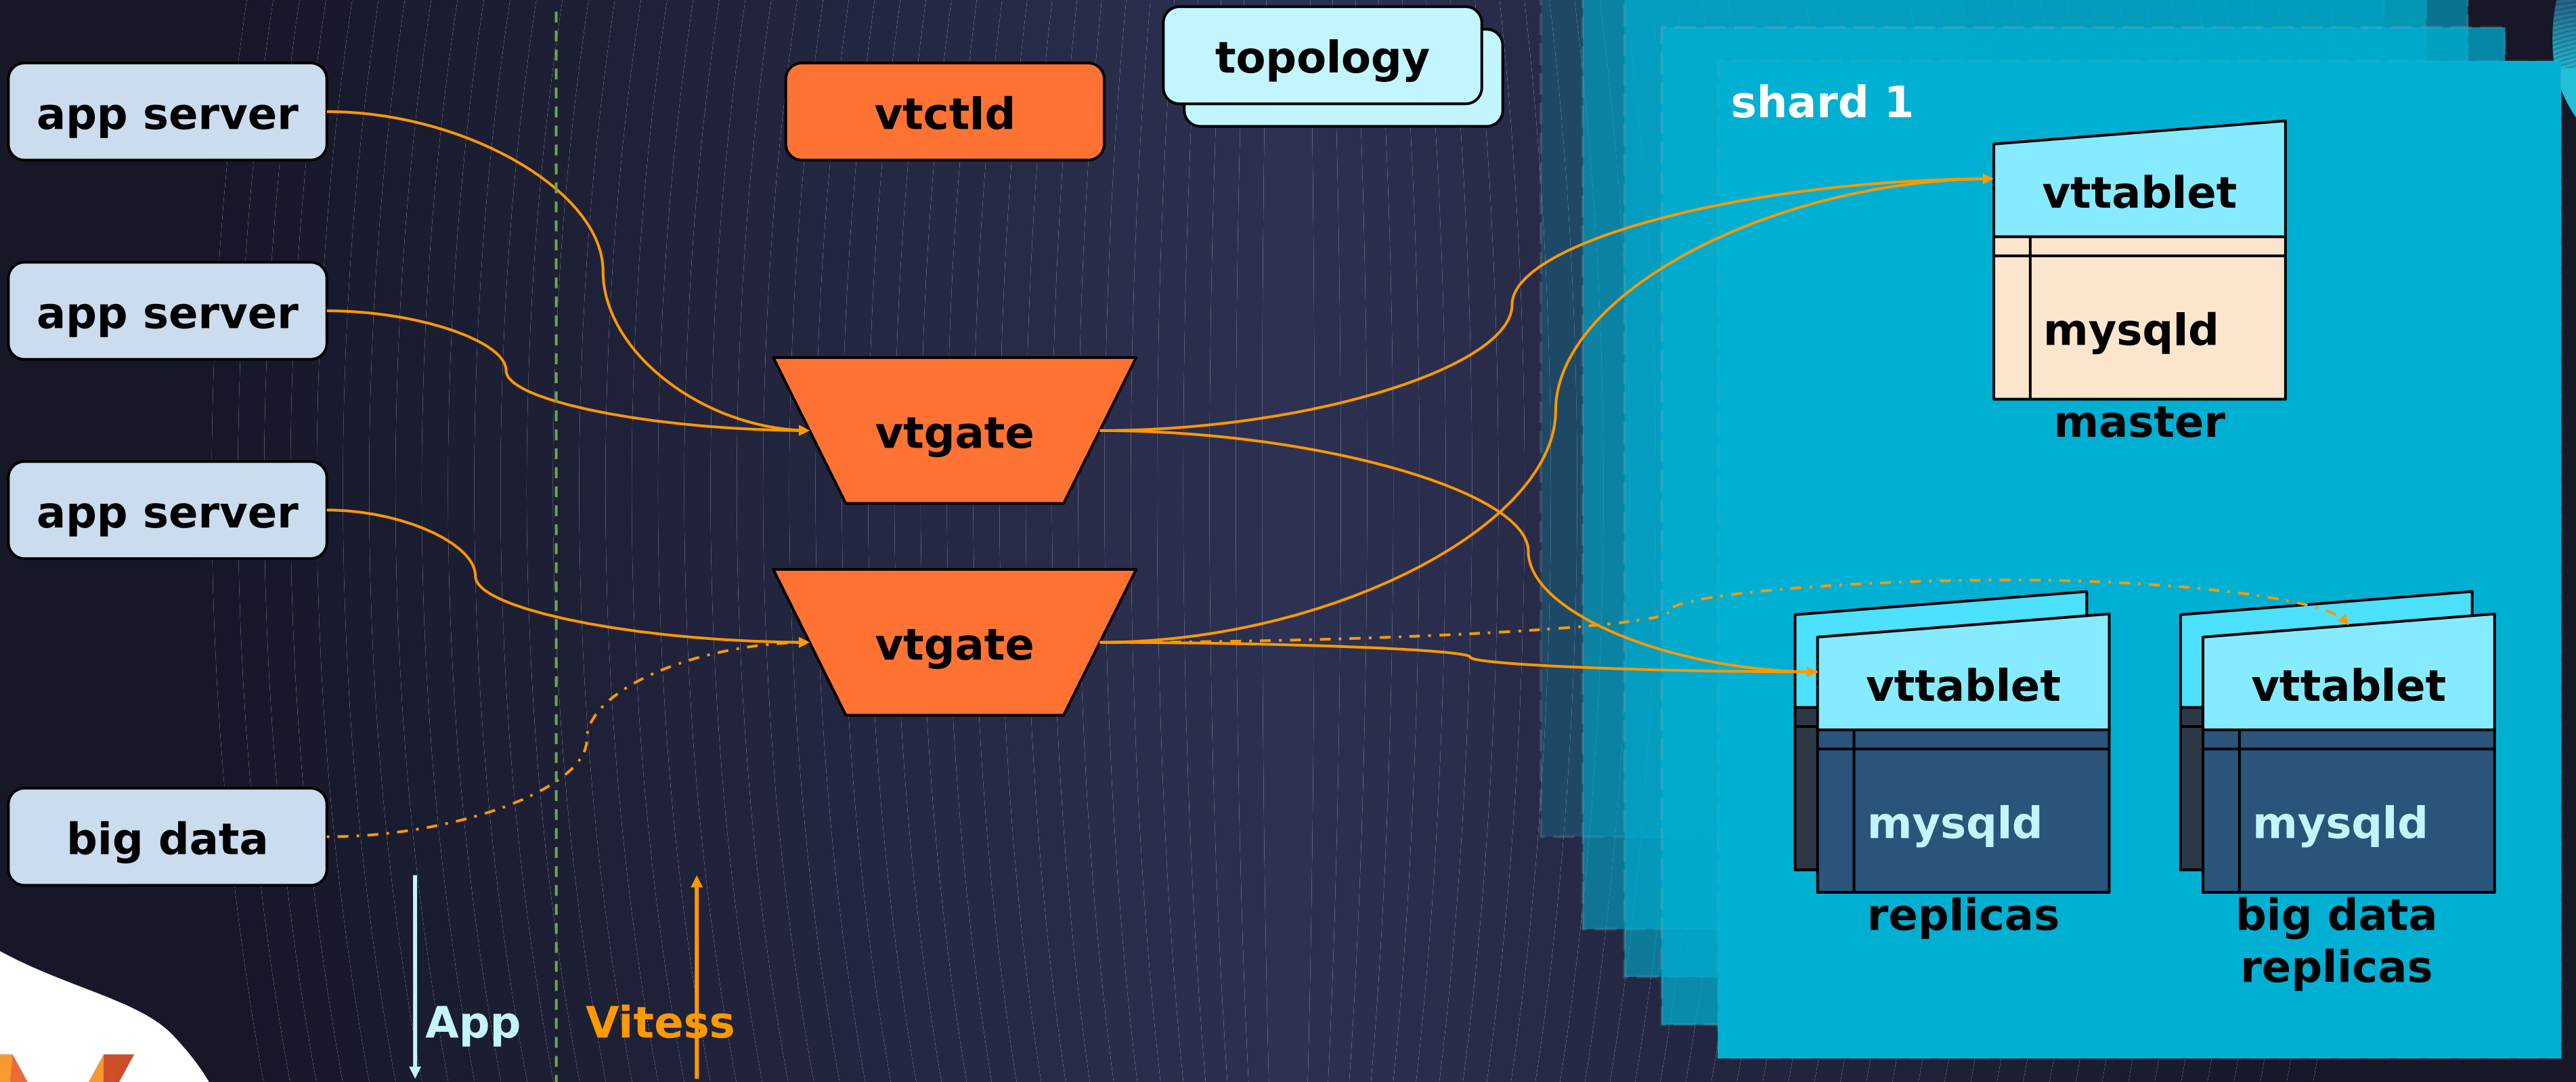 topology
app server
vtctld
shard 1
vttablet
app server
mysqld
master
vtgate
app server
vtgate
vttablet
vttablet
big data
mysqld
mysqld
replicas
big data
replicas
App
Vitess